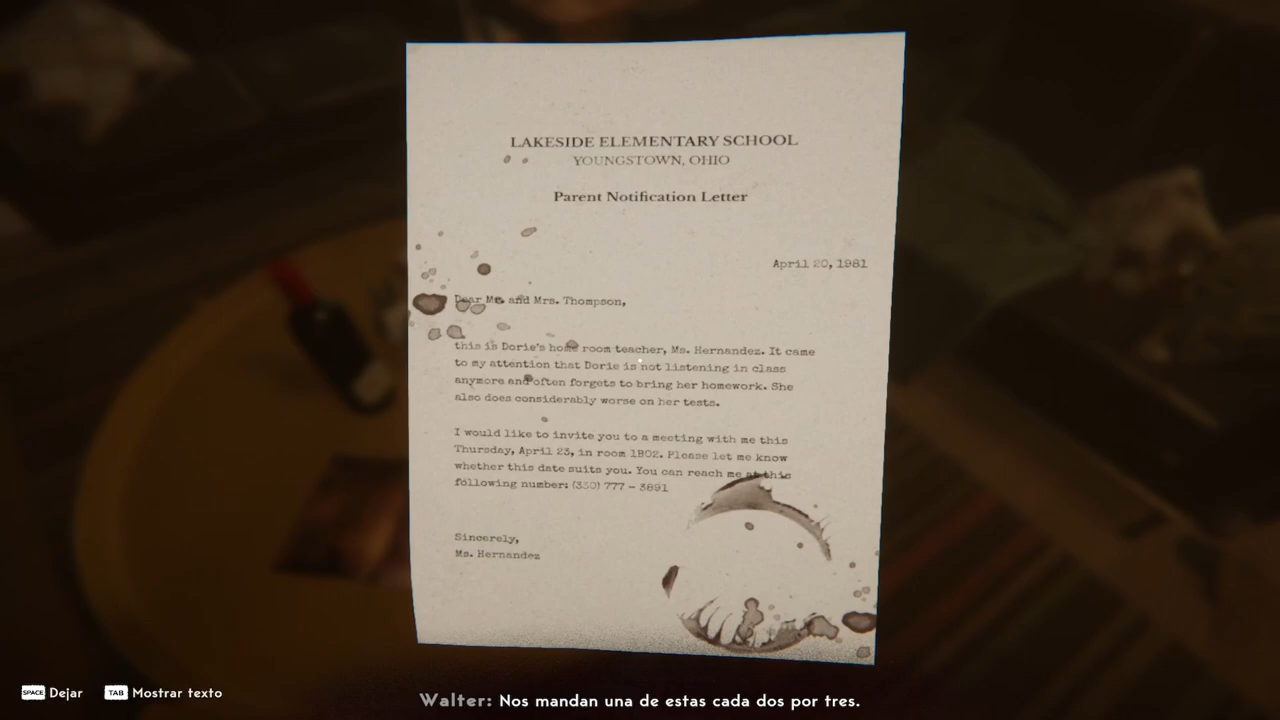 LAKESIDE ELEMENTARY SCHOOL
YOUNGSTOWN, OHIO
Parent Notification Letter
April 20, 1981
Dear Mr. and Mrs. Thompson,
this is Dorie's home room teacher, Ms. Hernandez. It came
to my attention that Dorie is not listening in class
anymore and often forgets to bring her homework. She
also does considerably worse on her tests.
I would like to invite you to a meeting with me this
Thursday, April 23, in room 1B02. Please let me know
whether this date suits you. You can reach me at this
following number: (330) 777 - 3891
Sincerely,
Ms. Hernandez
SPACE Dejar TAB Mostrar texto
Walter: Nos mandan una de estas cada dos por tres.